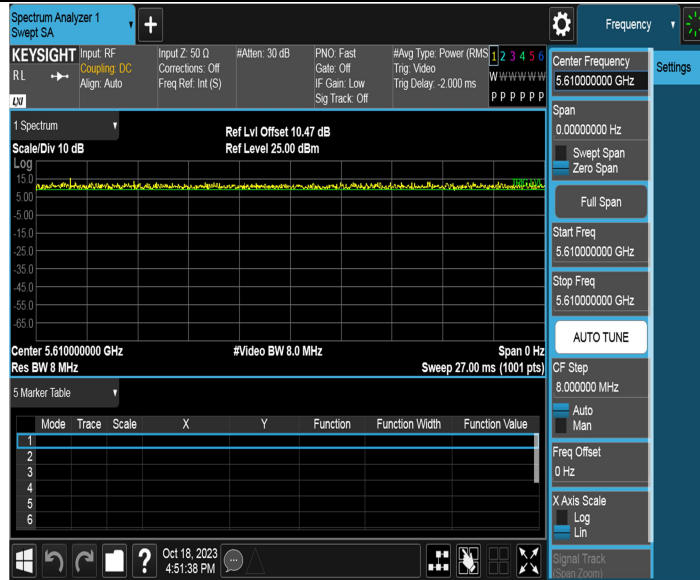 Spectrum Analyzer 1
Swept SA
+
Frequency
KEYSIGHT
RL
LXI
Input: RF
Coupling: DC
Align: Auto
Input Z: 50 Ω
Corrections: Off
Freq Ref: Int (S)
#Atten: 30 dB
PNO: Fast
Gate: Off
IF Gain: Low
Sig Track: Off
#Avg Type: Power (RMS
Trig: Video
Trig Delay: -2.000 ms
1 2 3 4 5 6
W W W W W W
P P P P P P
Center Frequency
5.610000000 GHz
Settings
Span
0.00000000 Hz
Swept Span
Zero Span
Full Span
Start Freq
5.610000000 GHz
Stop Freq
5.610000000 GHz
AUTO TUNE
CF Step
8.000000 MHz
Auto
Man
Freq Offset
0 Hz
X Axis Scale
Log
Lin
Signal Track
(Span Zoom)
1 Spectrum
Scale/Div 10 dB
Ref Lvl Offset 10.47 dB
Ref Level 25.00 dBm
Log
15.0
5.00
-5.00
-15.0
-25.0
-35.0
-45.0
-55.0
-65.0
Center 5.610000000 GHz
#Video BW 8.0 MHz
Span 0 Hz
Res BW 8 MHz
Sweep 27.00 ms (1001 pts)
5 Marker Table
Mode Trace Scale X Y Function Function Width Function Value
1
2
3
4
5
6
?
Oct 18, 2023
4:51:38 PM